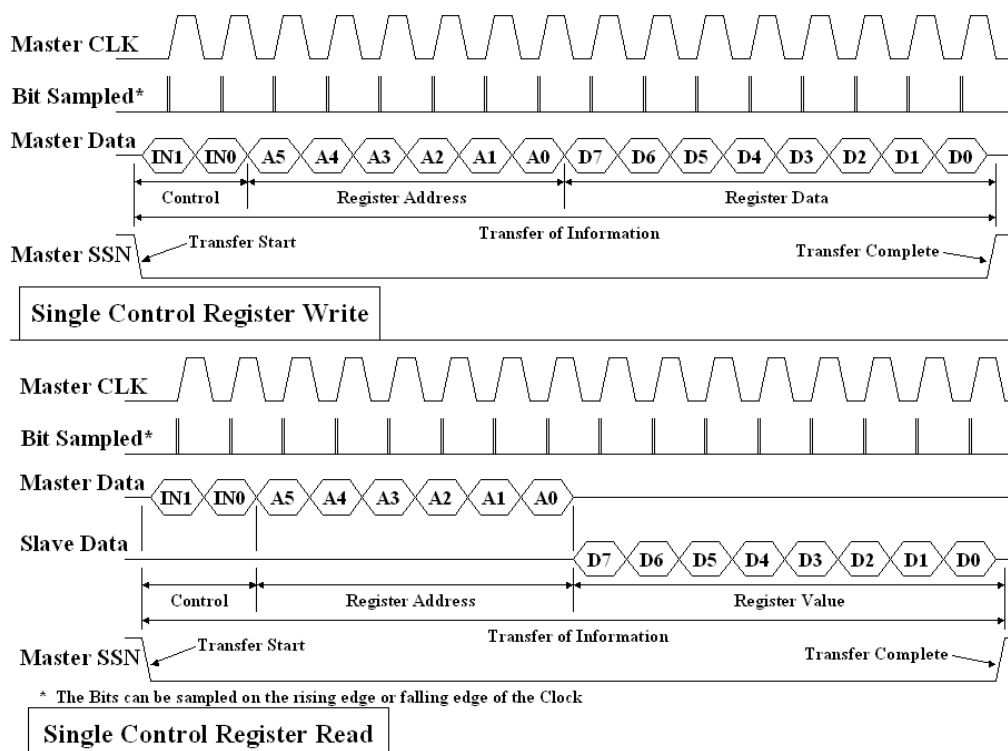 Master CLK
Bit Sampled*
Master Data
IN1 IN0 A5 A4 A3 A2 A1 A0 D7 D6 D5 D4 D3 D2 D1 D0
Control Register Address Register Data
Transfer of Information
Master SSN Transfer Start Transfer Complete
Single Control Register Write
Master CLK
Bit Sampled*
Master Data
IN1 IN0 A5 A4 A3 A2 A1 A0
Slave Data
D7 D6 D5 D4 D3 D2 D1 D0
Control Register Address Register Value
Transfer of Information
Master SSN Transfer Start Transfer Complete
* The Bits can be sampled on the rising edge or falling edge of the Clock
Single Control Register Read